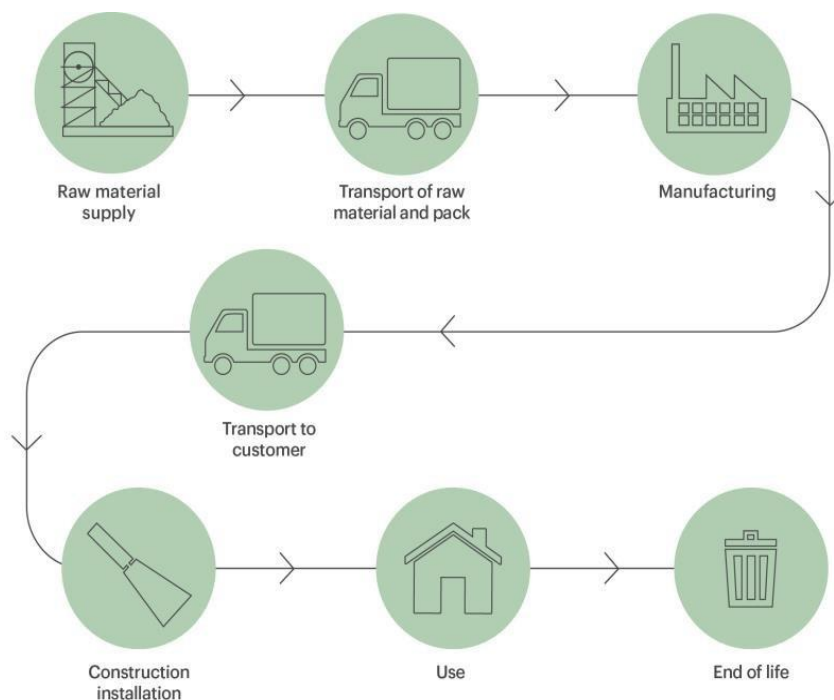 Raw material
supply
Transport of raw
material and pack
Manufacturing
Transport to
customer
Construction
installation
Use
End of life